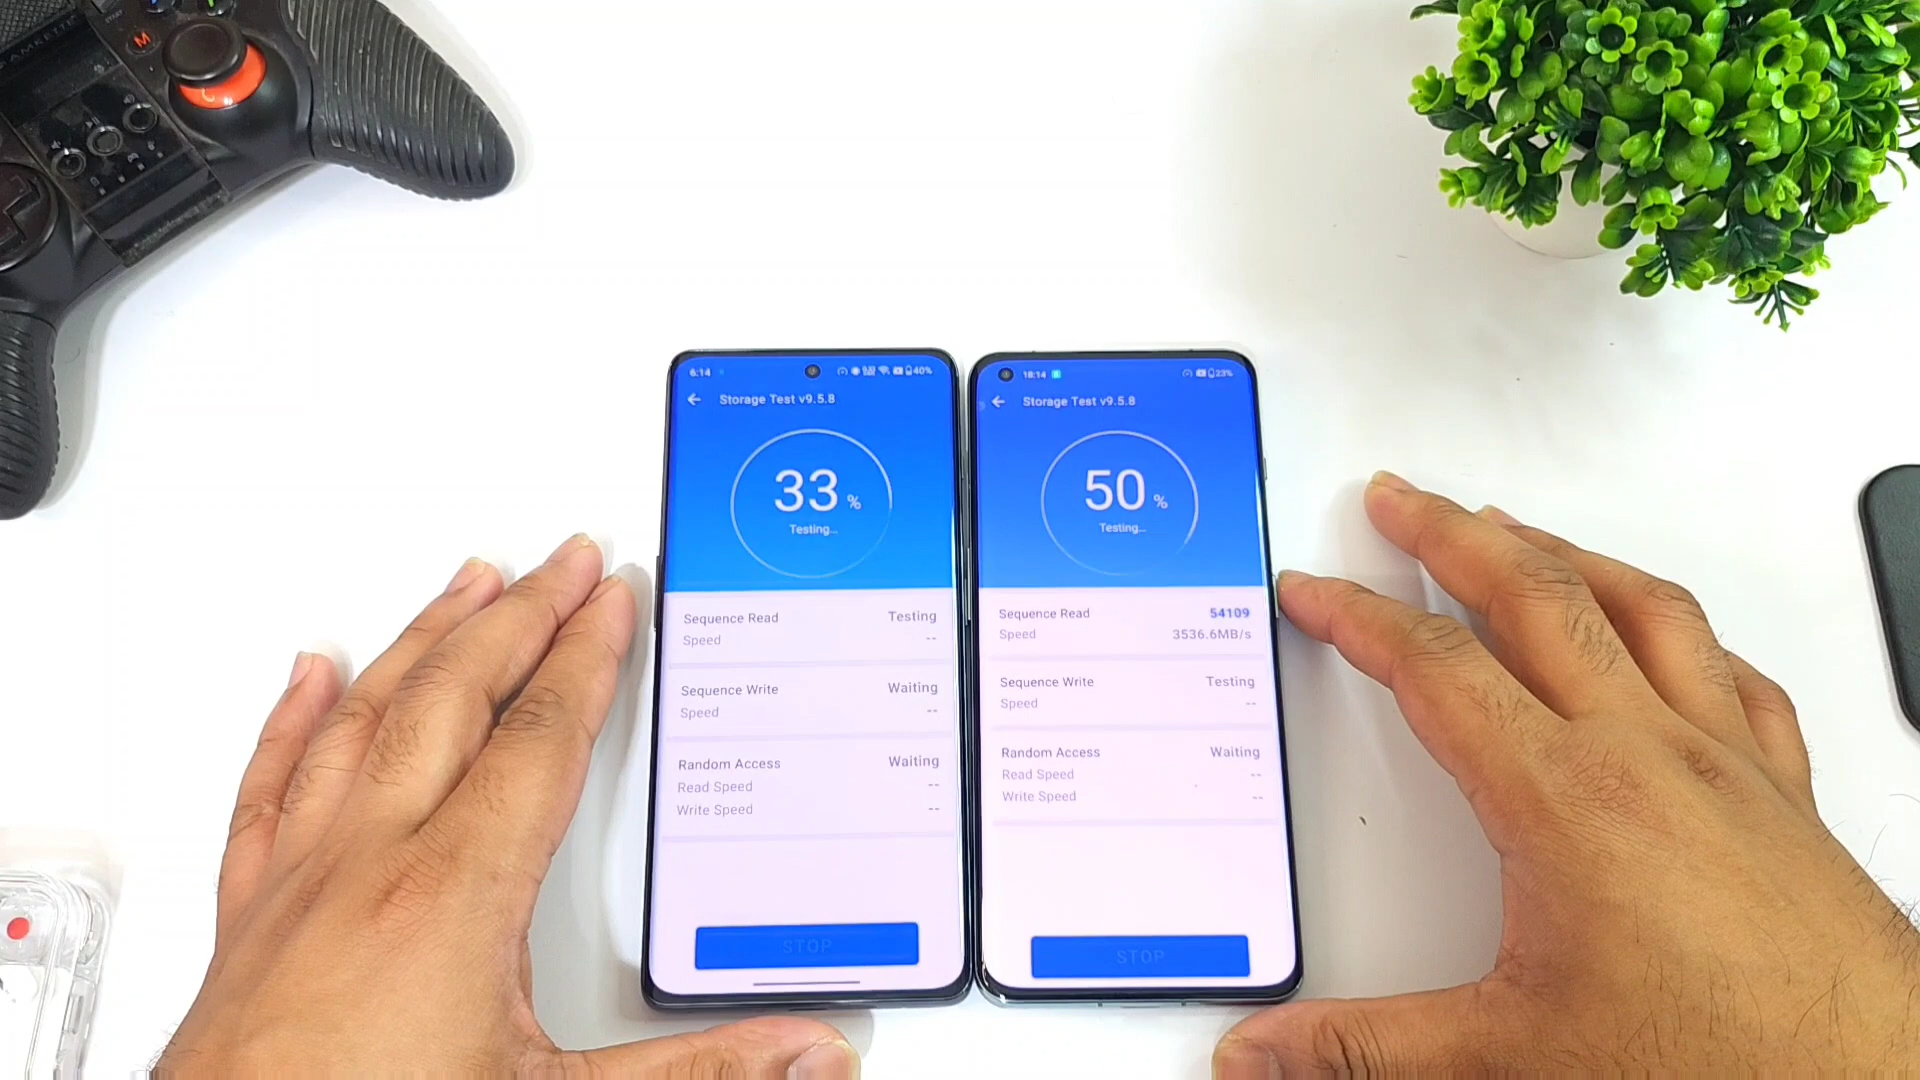 M
6:14
40%
Storage Test v9.5.8
33 %
Testing...
Sequence Read Testing
Speed --
Sequence Write Waiting
Speed --
Random Access Waiting
Read Speed --
Write Speed --
STOP
18:14
23%
Storage Test v9.5.8
50 %
Testing...
Sequence Read 54109
Speed 3536.6MB/s
Sequence Write Testing
Speed --
Random Access Waiting
Read Speed --
Write Speed --
STOP